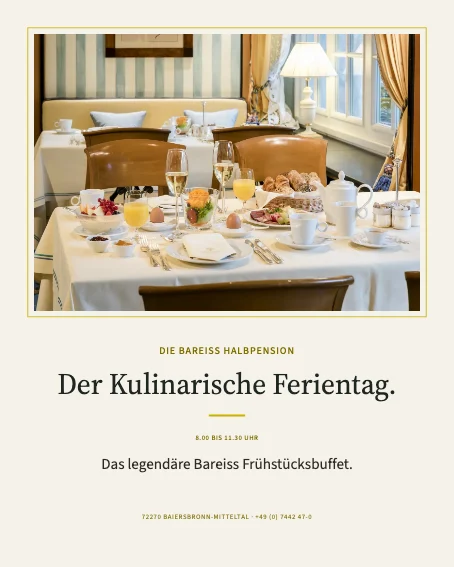 DIE BAREISS HALBPENSION
Der Kulinarische Ferientag.
8.00 BIS 11.30 UHR
Das legendäre Bareiss Frühstücksbuffet.
72270 BAIERSBRONN-MITTELTAL · +49 (0) 7442 47-0